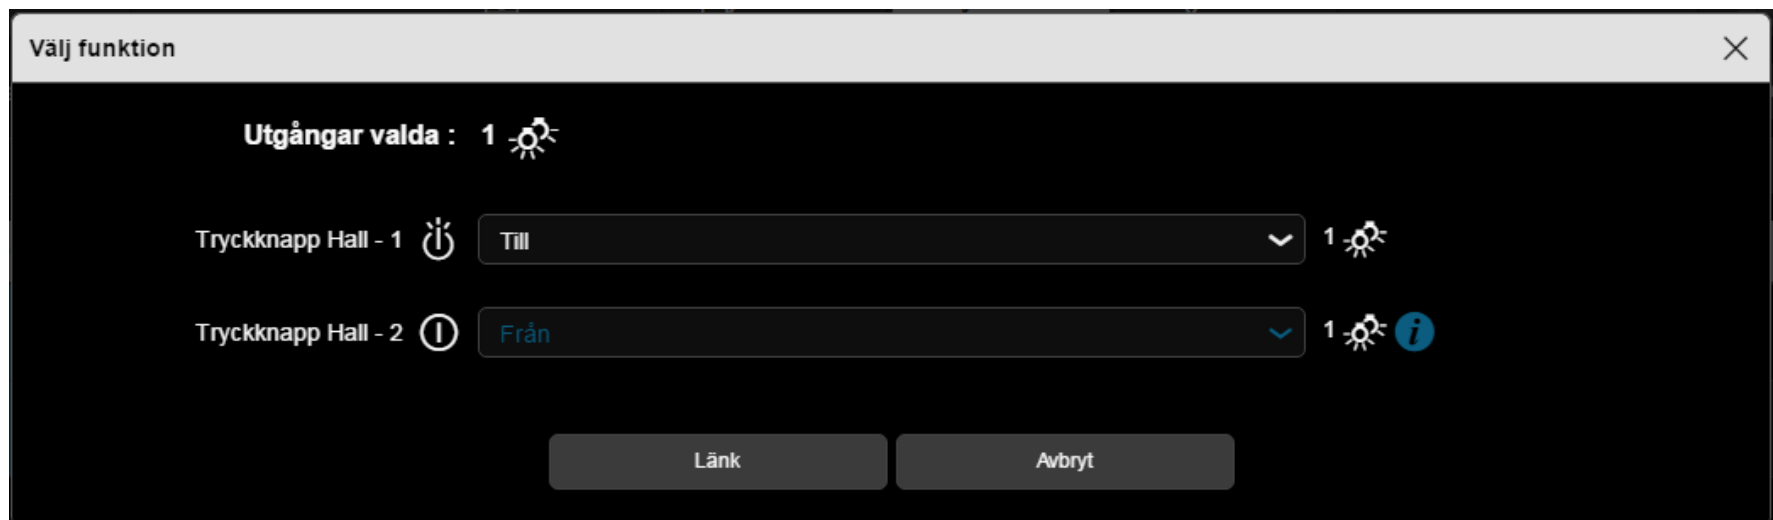 Välj funktion
Utgångar valda : 1
Tryckknapp Hall - 1 Till 1
Tryckknapp Hall - 2 Från 1 i
Länk Avbryt